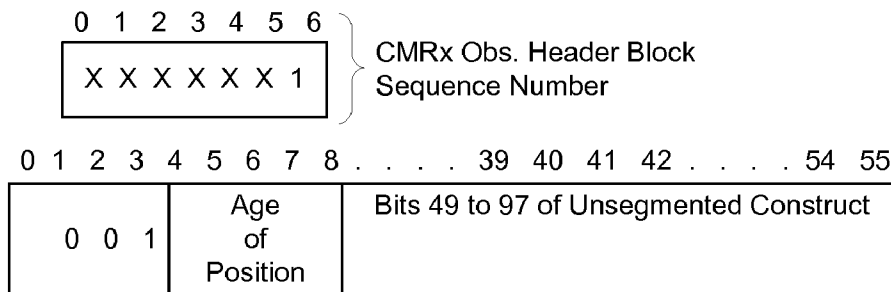 0 1 2 3 4 5 6
X X X X X X 1
CMRx Obs. Header Block
Sequence Number
0 1 2 3 4 5 6 7 8 . . . . 39 40 41 42 . . . . 54 55
0 0 1
Age
of
Position
Bits 49 to 97 of Unsegmented Construct